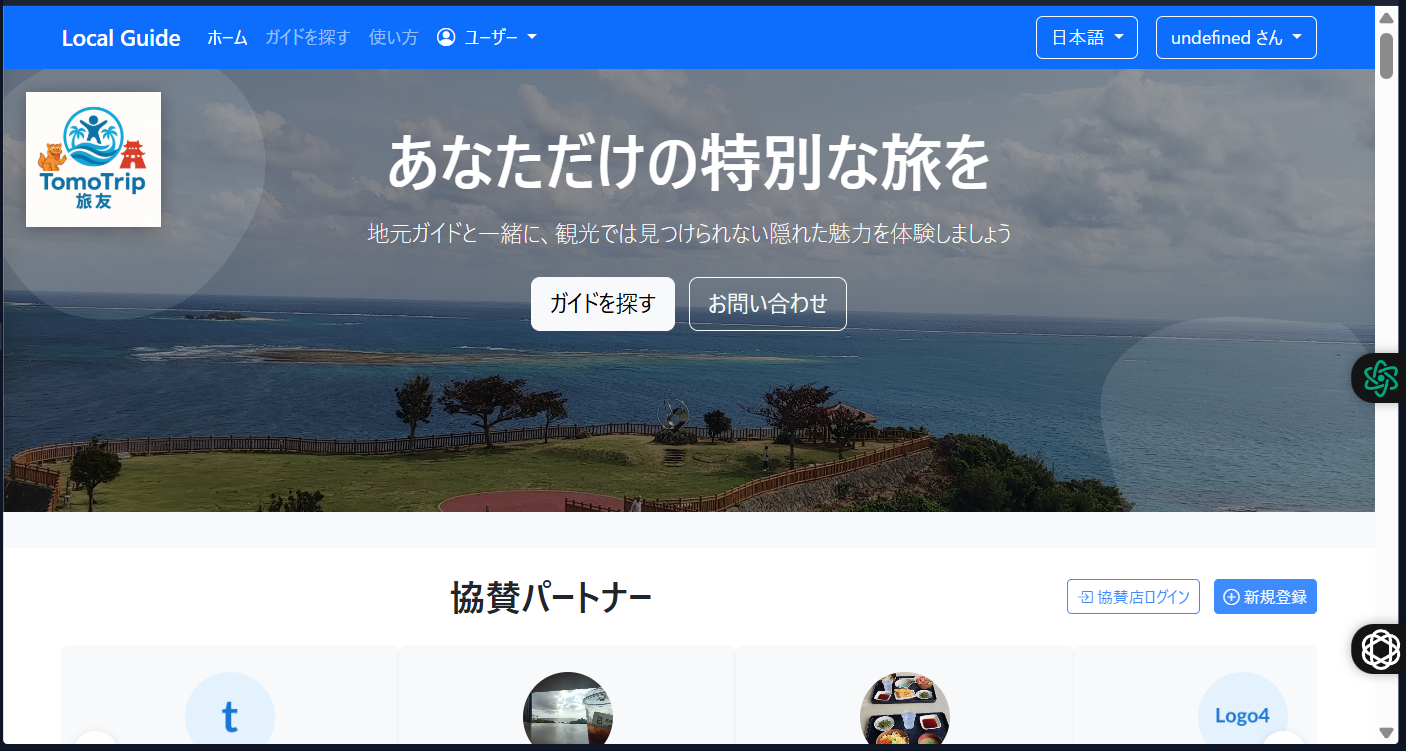 Local Guide ホーム ガイドを探す 使い方 ユーザー 日本語 undefined さん
TomoTrip
旅友
あなただけの特別な旅を
地元ガイドと一緒に、観光では見つけられない隠れた魅力を体験しましょう
ガイドを探す お問い合わせ
協賛パートナー 協賛店ログイン 新規登録
t Logo4